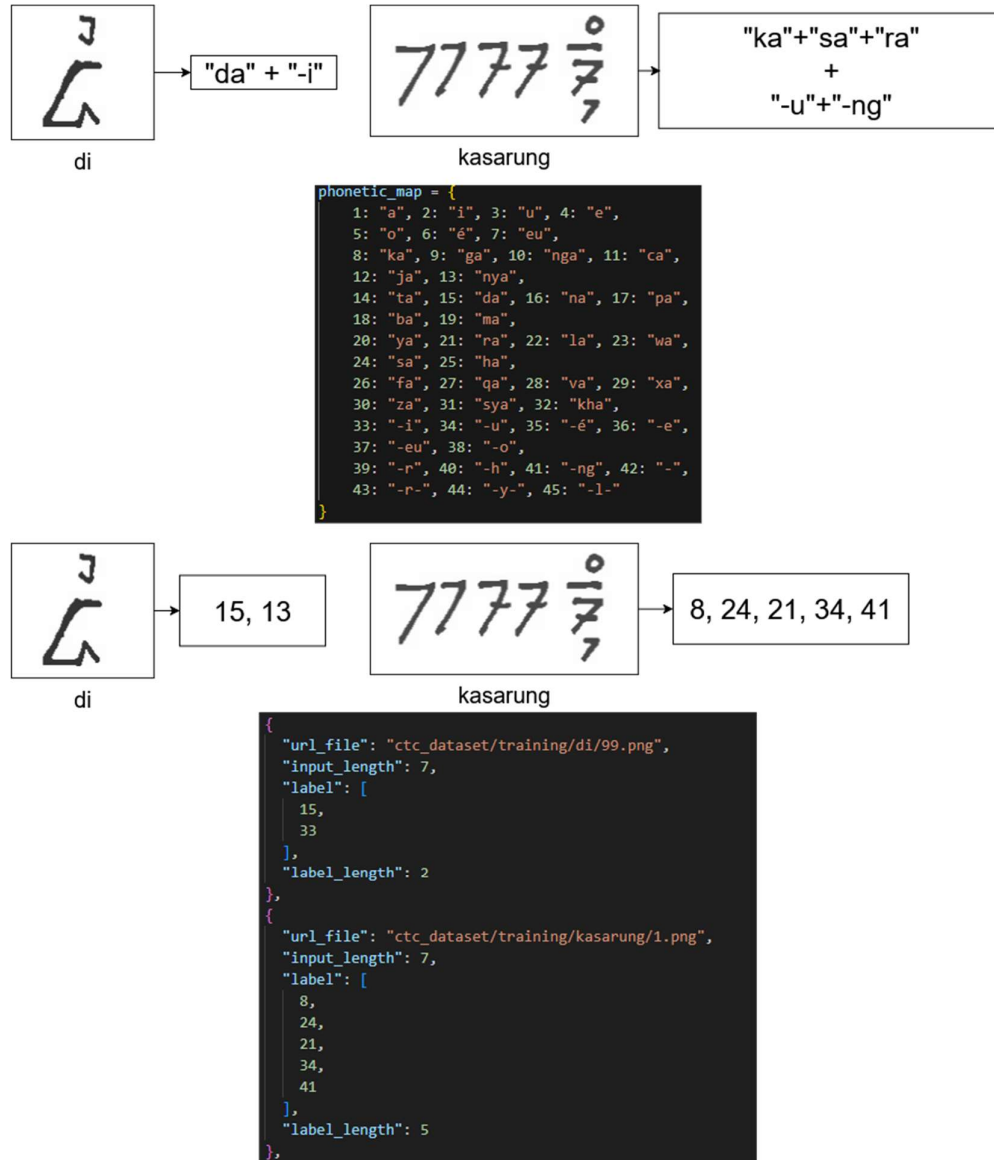 ᮓᮤ
"da" + "-i"
di
ᮊᮞᮛᮥᮀ
"ka"+"sa"+"ra"
+
"-u"+"-ng"
kasarung
phonetic_map = {
1: "a", 2: "i", 3: "u", 4: "e",
5: "o", 6: "é", 7: "eu",
8: "ka", 9: "ga", 10: "nga", 11: "ca",
12: "ja", 13: "nya",
14: "ta", 15: "da", 16: "na", 17: "pa",
18: "ba", 19: "ma",
20: "ya", 21: "ra", 22: "la", 23: "wa",
24: "sa", 25: "ha",
26: "fa", 27: "qa", 28: "va", 29: "xa",
30: "za", 31: "sya", 32: "kha",
33: "-i", 34: "-u", 35: "-é", 36: "-e",
37: "-eu", 38: "-o",
39: "-r", 40: "-h", 41: "-ng", 42: "-",
43: "-r-", 44: "-y-", 45: "-l-"
}
ᮓᮤ
15, 13
di
ᮊᮞᮛᮥᮀ
8, 24, 21, 34, 41
kasarung
{
"url_file": "ctc_dataset/training/di/99.png",
"input_length": 7,
"label": [
15,
33
],
"label_length": 2
},
{
"url_file": "ctc_dataset/training/kasarung/1.png",
"input_length": 7,
"label": [
8,
24,
21,
34,
41
],
"label_length": 5
},